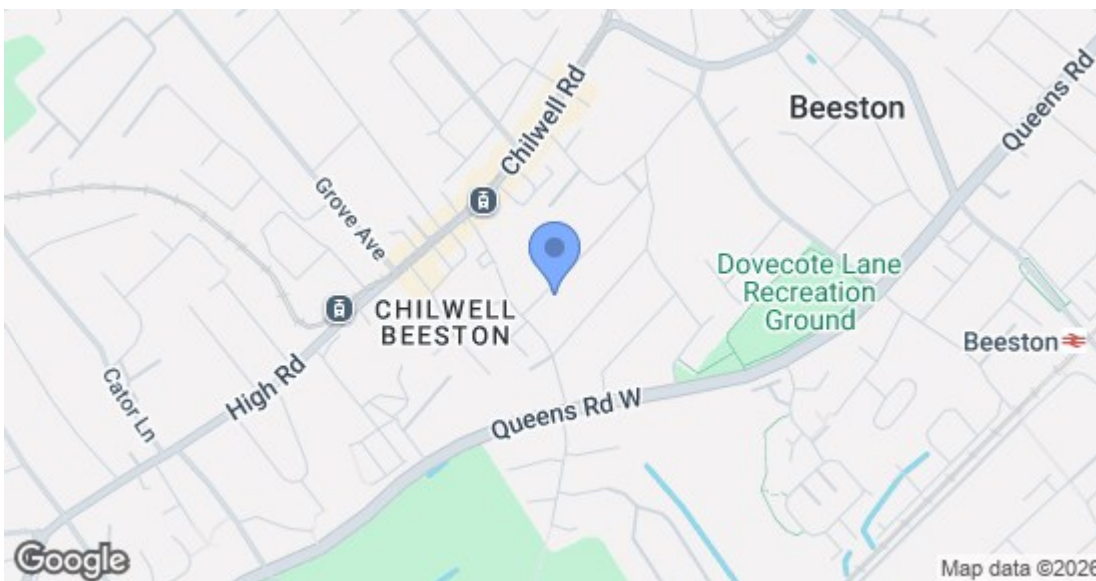 Chilwell Rd
Beeston
Queens Rd
Grove Ave
Dovecote Lane
Recreation
Ground
CHILWELL
BEESTON
Beeston
High Rd
Cator Ln
Queens Rd W
Google
Map data ©2026